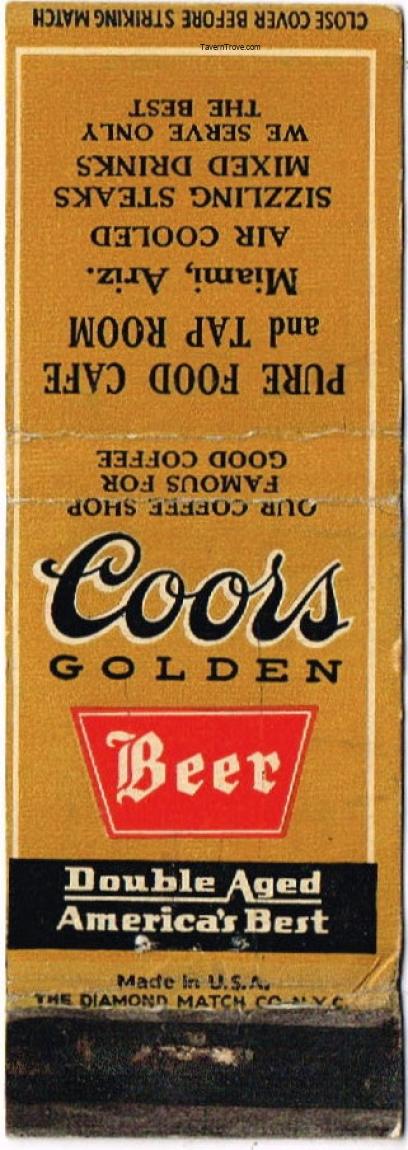 CLOSE COVER BEFORE STRIKING MATCH
TavernTrove.com
PURE FOOD CAFE
and TAP ROOM
Miami, Ariz.
AIR COOLED
SIZZLING STEAKS
MIXED DRINKS
WE SERVE ONLY
THE BEST
OUR COFFEE SHOP
FAMOUS FOR
GOOD COFFEE
Coors
GOLDEN
Beer
Double Aged
America's Best
Made in U.S.A.
THE DIAMOND MATCH CO. N.Y.C.